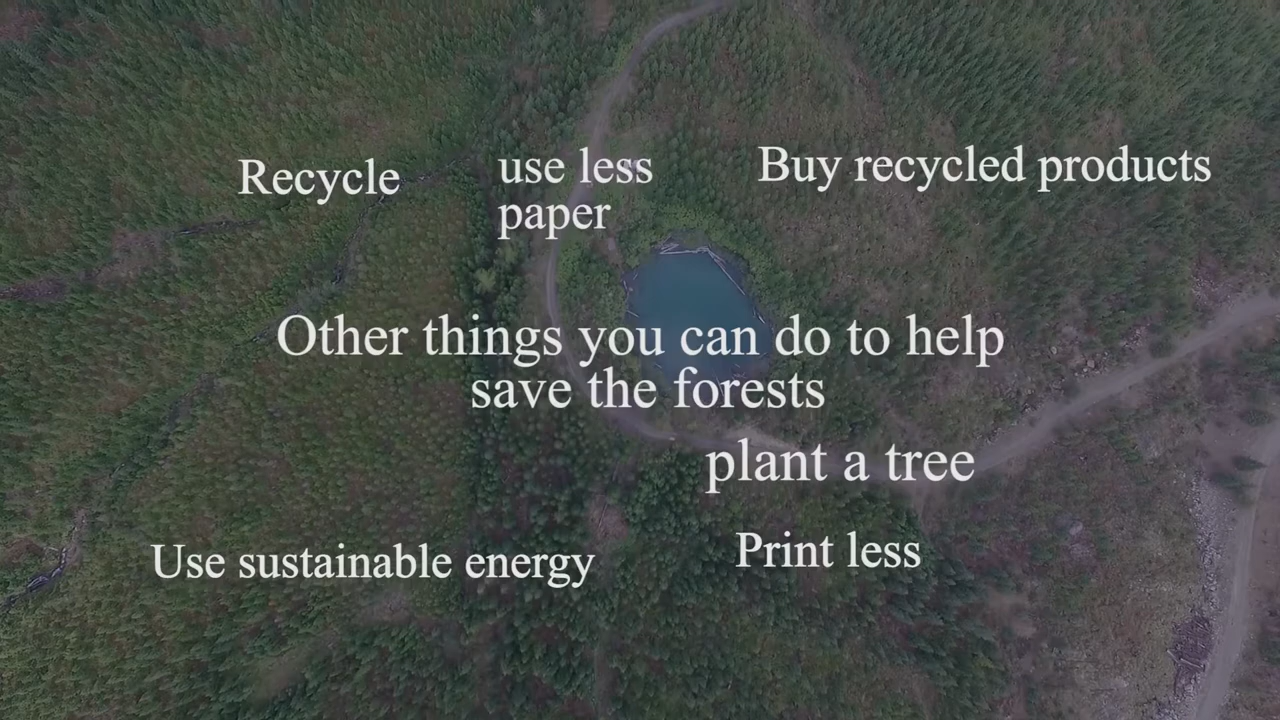 Recycle
use less
paper
Buy recycled products
Other things you can do to help
save the forests
plant a tree
Use sustainable energy
Print less